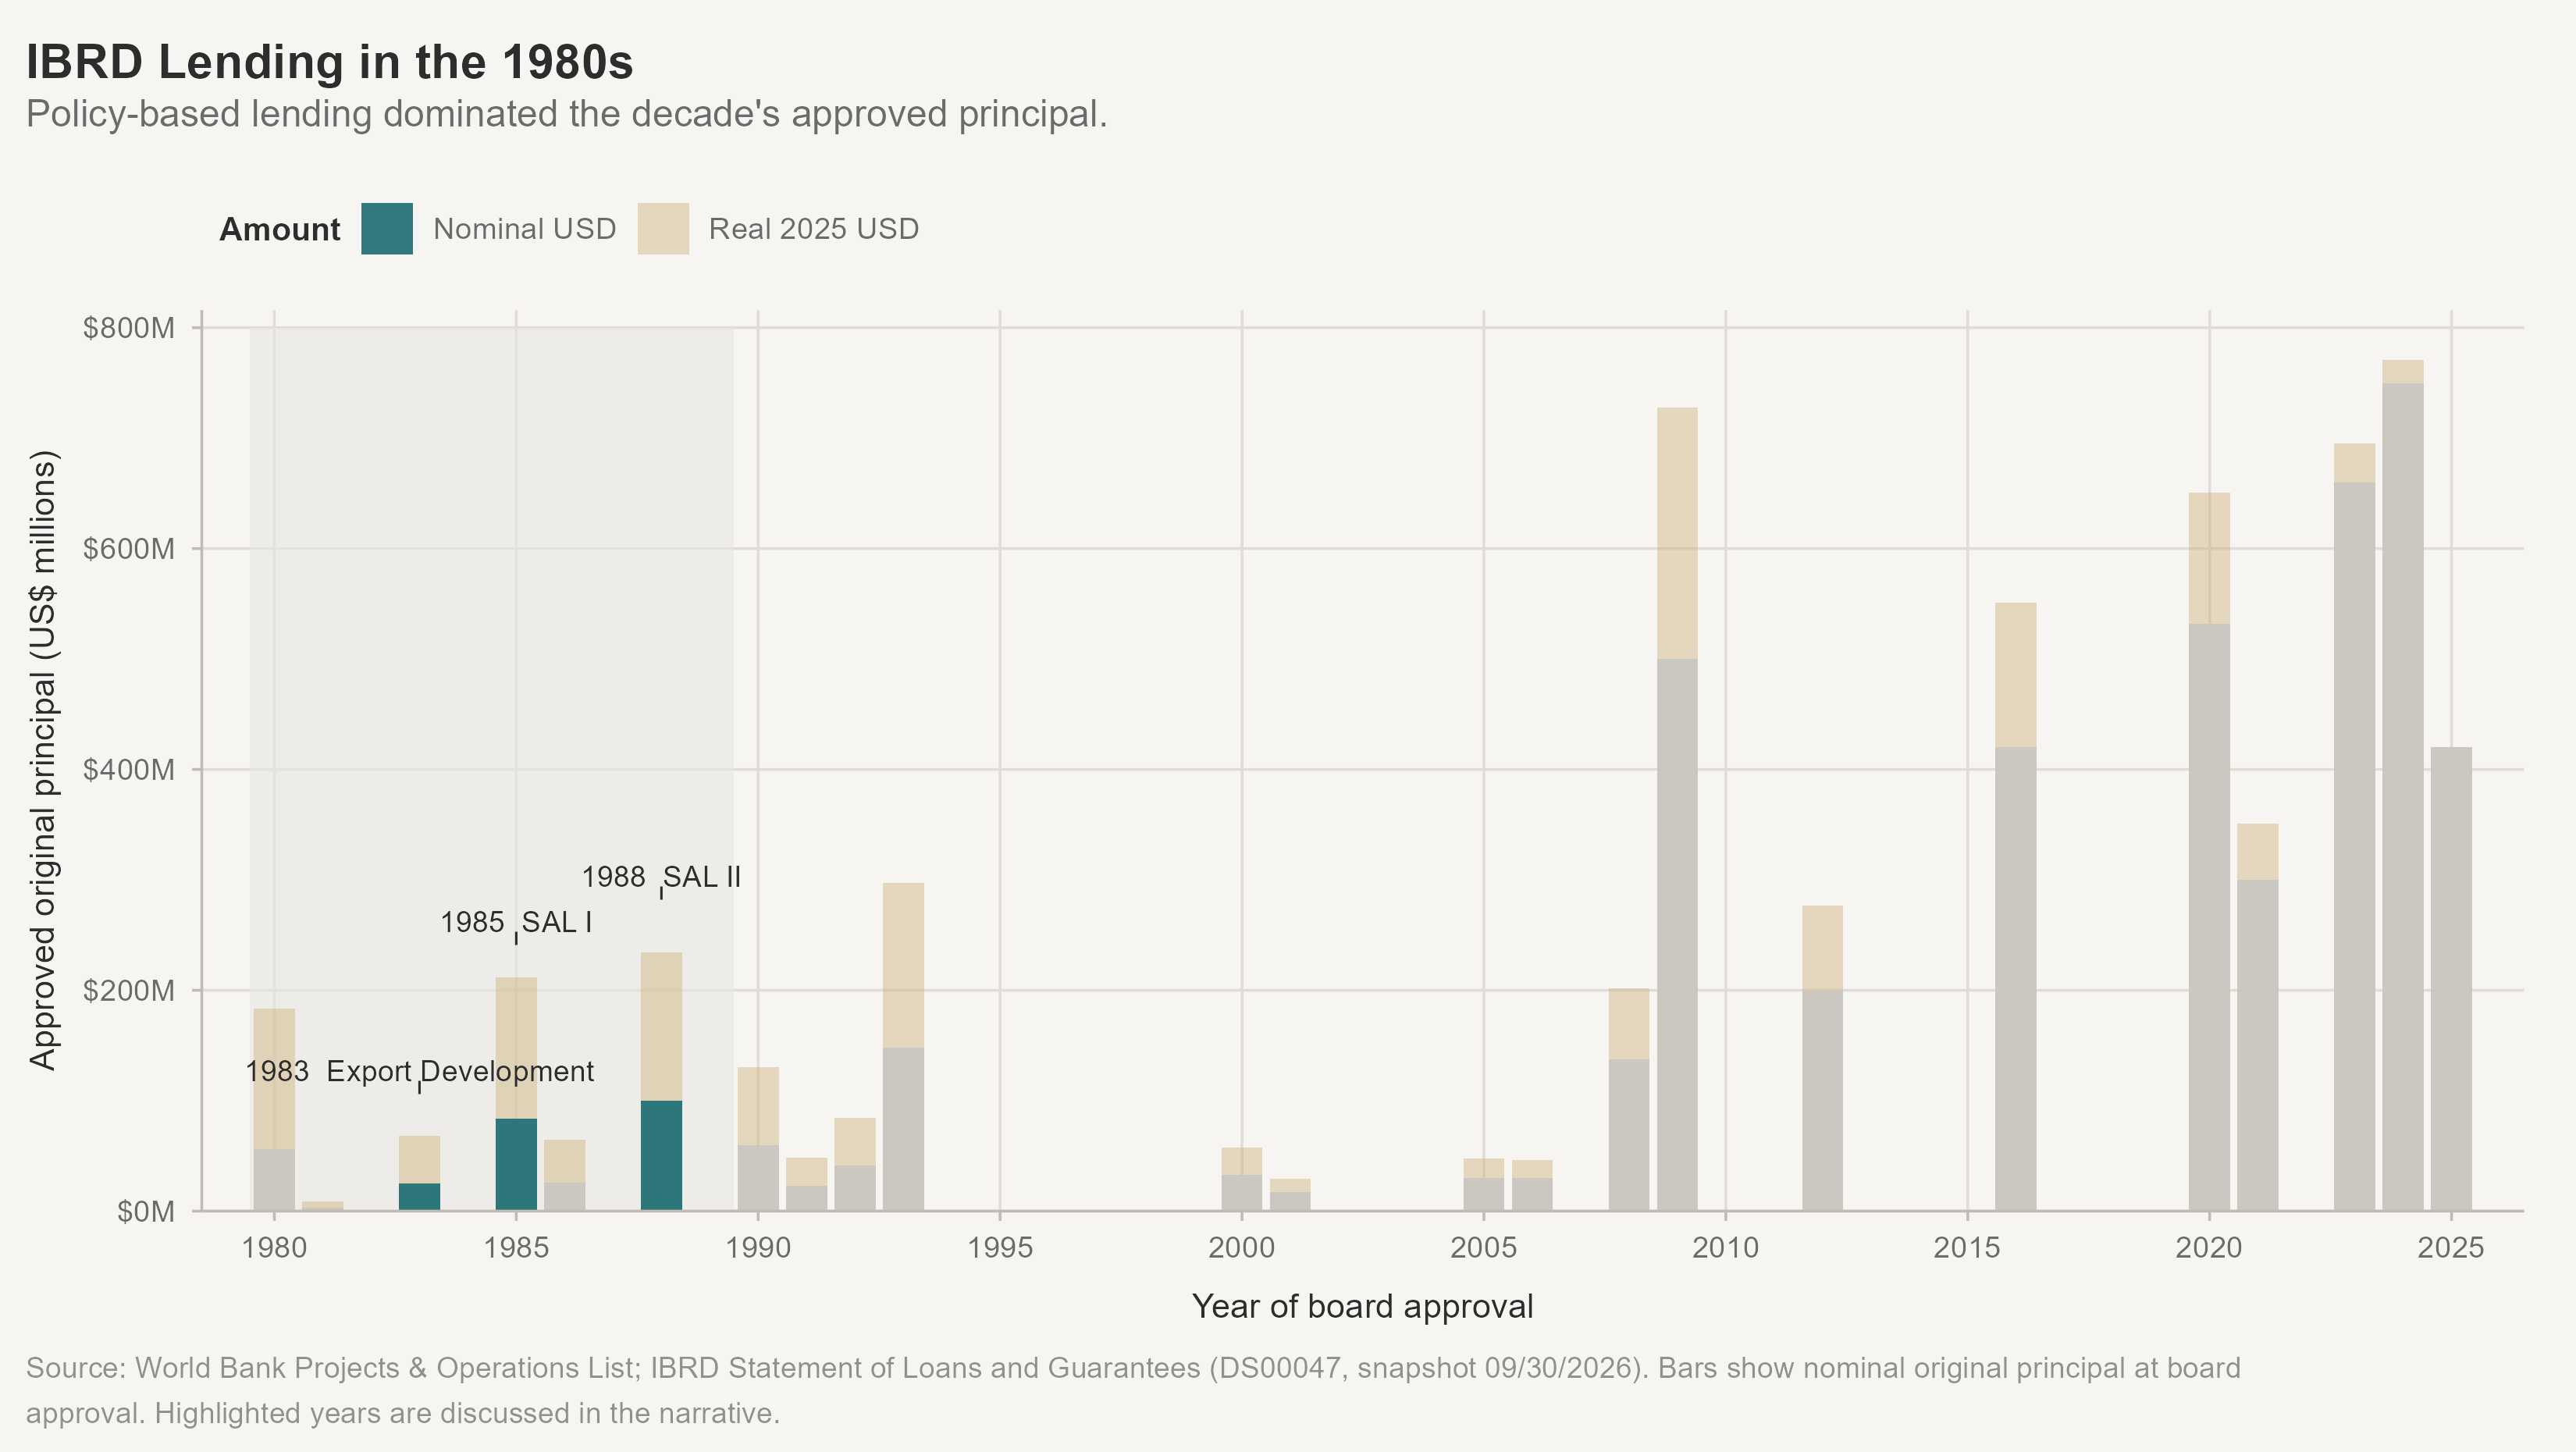 IBRD Lending in the 1980s
Policy-based lending dominated the decade's approved principal.
Amount Nominal USD Real 2025 USD
Approved original principal (US$ millions)
$800M
$600M
$400M
$200M
$0M
1988 SAL II
1985 SAL I
1983 Export Development
1980 1985 1990 1995 2000 2005 2010 2015 2020 2025
Year of board approval
Source: World Bank Projects & Operations List; IBRD Statement of Loans and Guarantees (DS00047, snapshot 09/30/2026). Bars show nominal original principal at board
approval. Highlighted years are discussed in the narrative.